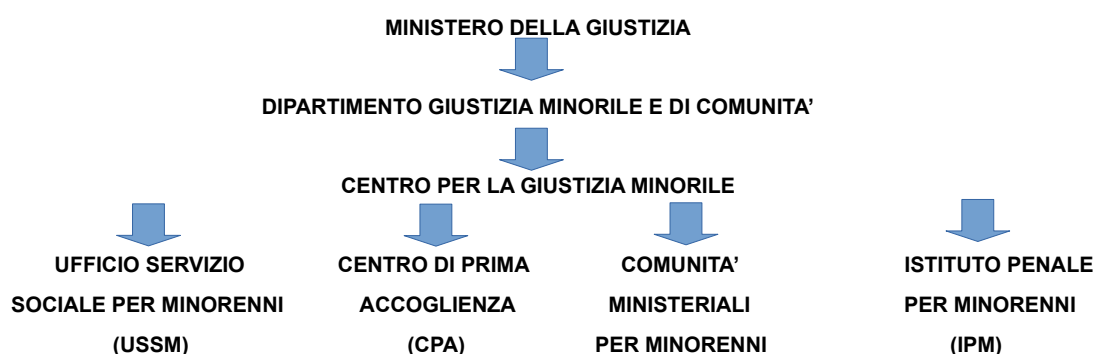 MINISTERO DELLA GIUSTIZIA
DIPARTIMENTO GIUSTIZIA MINORILE E DI COMUNITA’
CENTRO PER LA GIUSTIZIA MINORILE
UFFICIO SERVIZIO
SOCIALE PER MINORENNI
(USSM)
CENTRO DI PRIMA
ACCOGLIENZA
(CPA)
COMUNITA’
MINISTERIALI
PER MINORENNI
ISTITUTO PENALE
PER MINORENNI
(IPM)